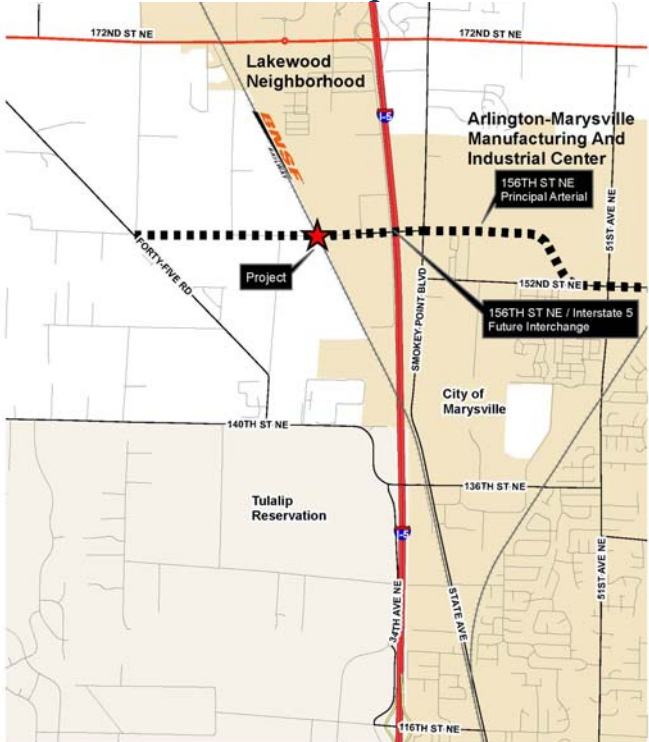 172ND ST NE
172ND ST NE
Lakewood
Neighborhood
I-5
BNSF
RAILWAY
Arlington-Marysville
Manufacturing And
Industrial Center
156TH ST NE
Principal Arterial
51ST AVE NE
FORTY-FIVE RD
Project
SMOKEY POINT BLVD
152ND ST NE
156TH ST NE / Interstate 5
Future Interchange
City of
Marysville
140TH ST NE
136TH ST NE
Tulalip
Reservation
I-5
34TH AVE NE
STATE AVE
51ST AVE NE
116TH ST NE